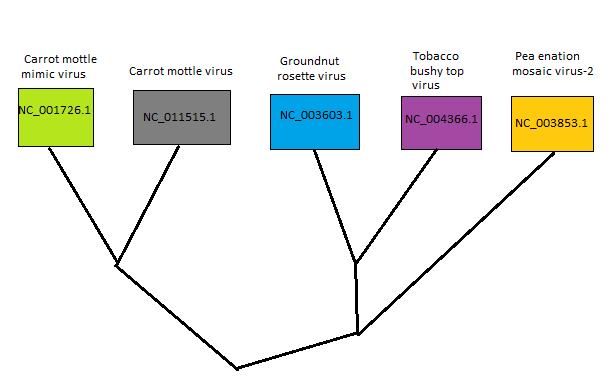 Carrot mottle
mimic virus
Carrot mottle virus
Groundnut
rosette virus
Tobacco
bushy top
virus
Pea enation
mosaic virus-2
NC_001726.1
NC_011515.1
NC_003603.1
NC_004366.1
NC_003853.1